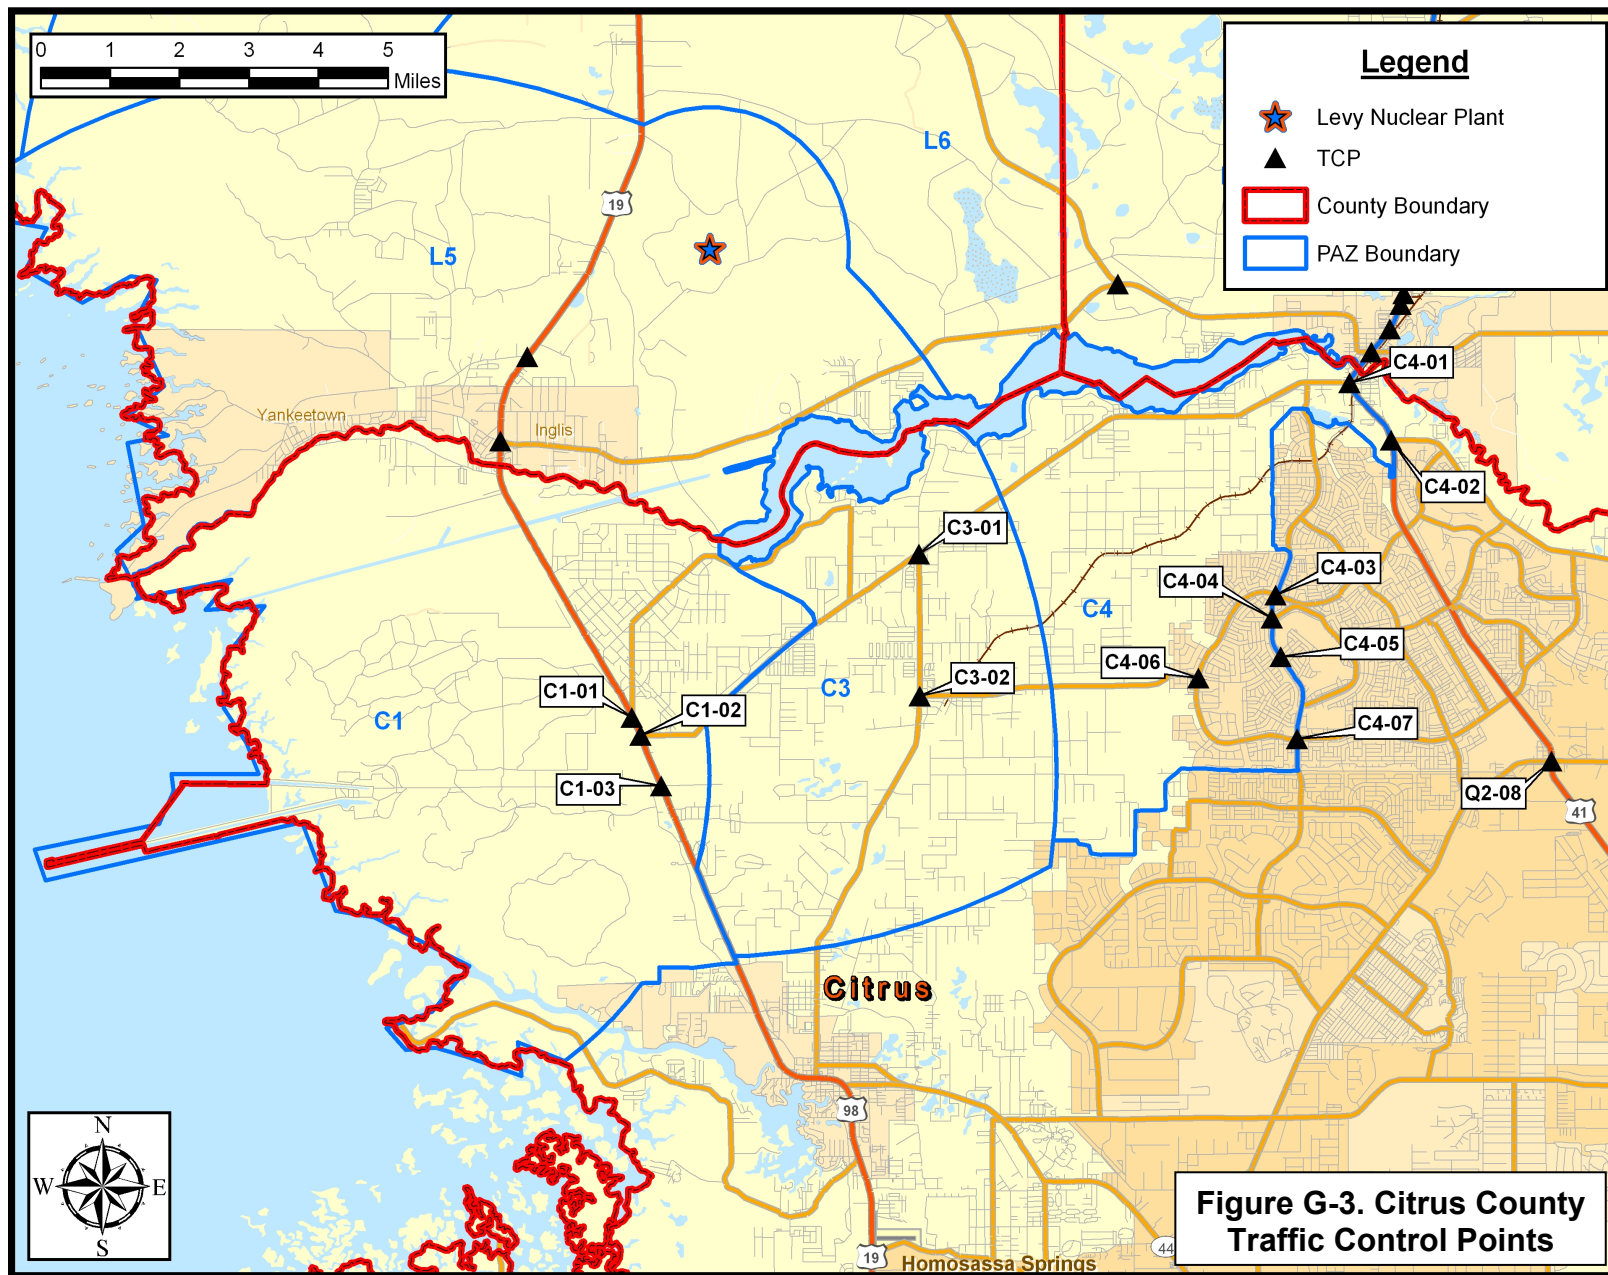 0 1 2 3 4 5
Miles
Legend
Levy Nuclear Plant
TCP
County Boundary
PAZ Boundary
L6
19
L5
C4-01
Yankeetown
Inglis
C4-02
C3-01
C4-03
C4-04
C4
C4-05
C4-06
C3-02
C3
C1-01
C1-02
C1
C4-07
C1-03
Q2-08
41
Citrus
98
N
W E
S
19
44
Homosassa Springs
Figure G-3. Citrus County
Traffic Control Points